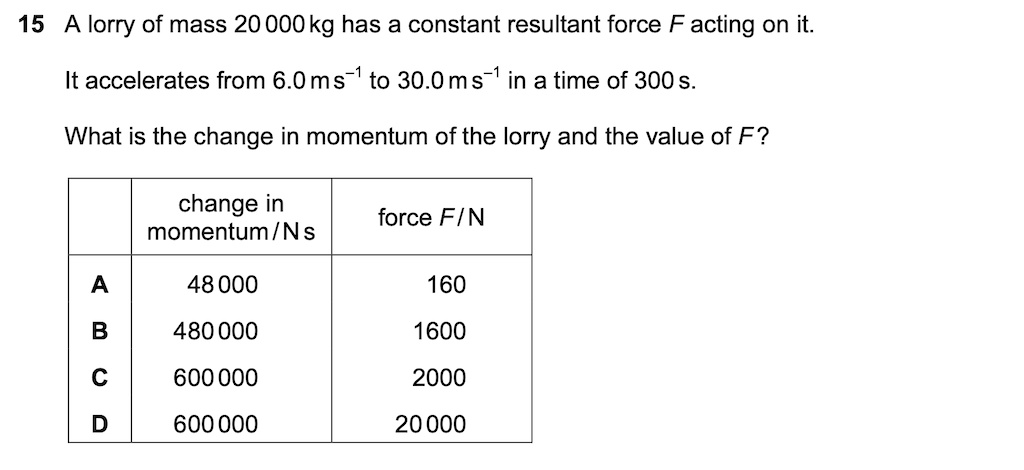 15 A lorry of mass 20 000 kg has a constant resultant force F acting on it.
It accelerates from 6.0 m s⁻¹ to 30.0 m s⁻¹ in a time of 300 s.
What is the change in momentum of the lorry and the value of F?
change in momentum / N s force F / N
A 48 000 160
B 480 000 1600
C 600 000 2000
D 600 000 20 000